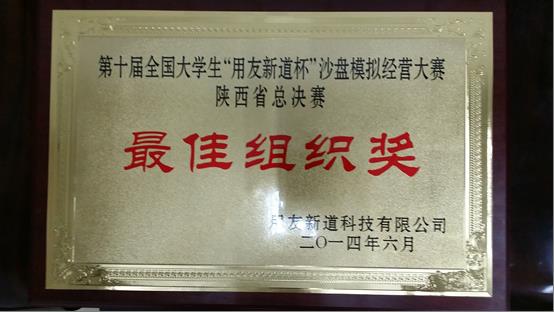 第十届全国大学生“用友新道杯”沙盘模拟经营大赛
陕西省总决赛
最佳组织奖
用友新道科技有限公司
二〇一四年六月